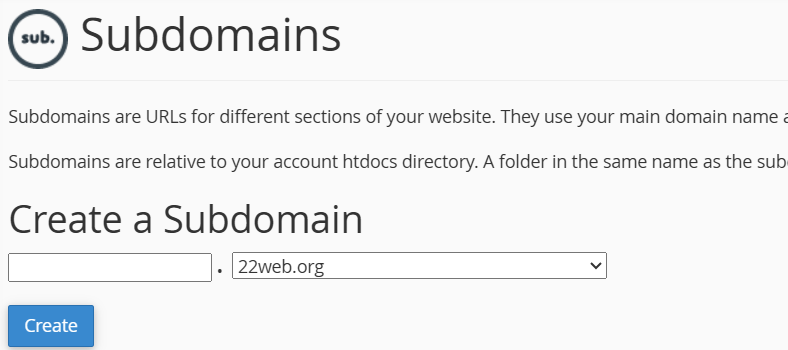 sub.
Subdomains
Subdomains are URLs for different sections of your website. They use your main domain name
Subdomains are relative to your account htdocs directory. A folder in the same name as the
Create a Subdomain
. 22web.org
Create